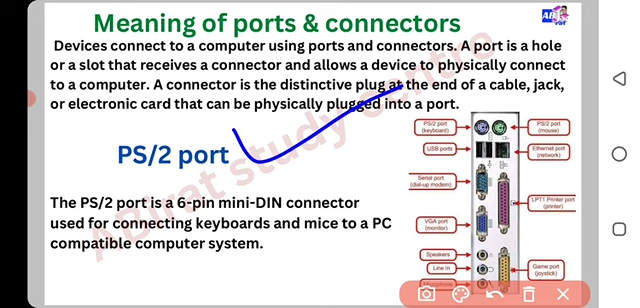 Meaning of ports & connectors
Devices connect to a computer using ports and connectors. A port is a hole
or a slot that receives a connector and allows a device to physically connect
to a computer. A connector is the distinctive plug at the end of a cable, jack,
or electronic card that can be physically plugged into a port.
PS/2 port
The PS/2 port is a 6-pin mini-DIN connector
used for connecting keyboards and mice to a PC
compatible computer system.
PS/2 port
(keyboard)
PS/2 port
(mouse)
USB ports
Ethernet port
(network)
Serial port
(dial-up modem)
LPT1 Printer port
(printer)
VGA port
(monitor)
Speakers
Line In
Microphone
Game port
(joystick)
ABirat study centre